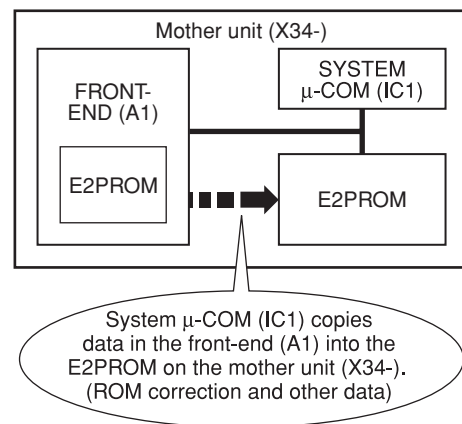 Mother unit (X34-)
FRONT-
END (A1)
E2PROM
SYSTEM
μ-COM (IC1)
E2PROM
System μ-COM (IC1) copies
data in the front-end (A1) into the
E2PROM on the mother unit (X34-).
(ROM correction and other data)